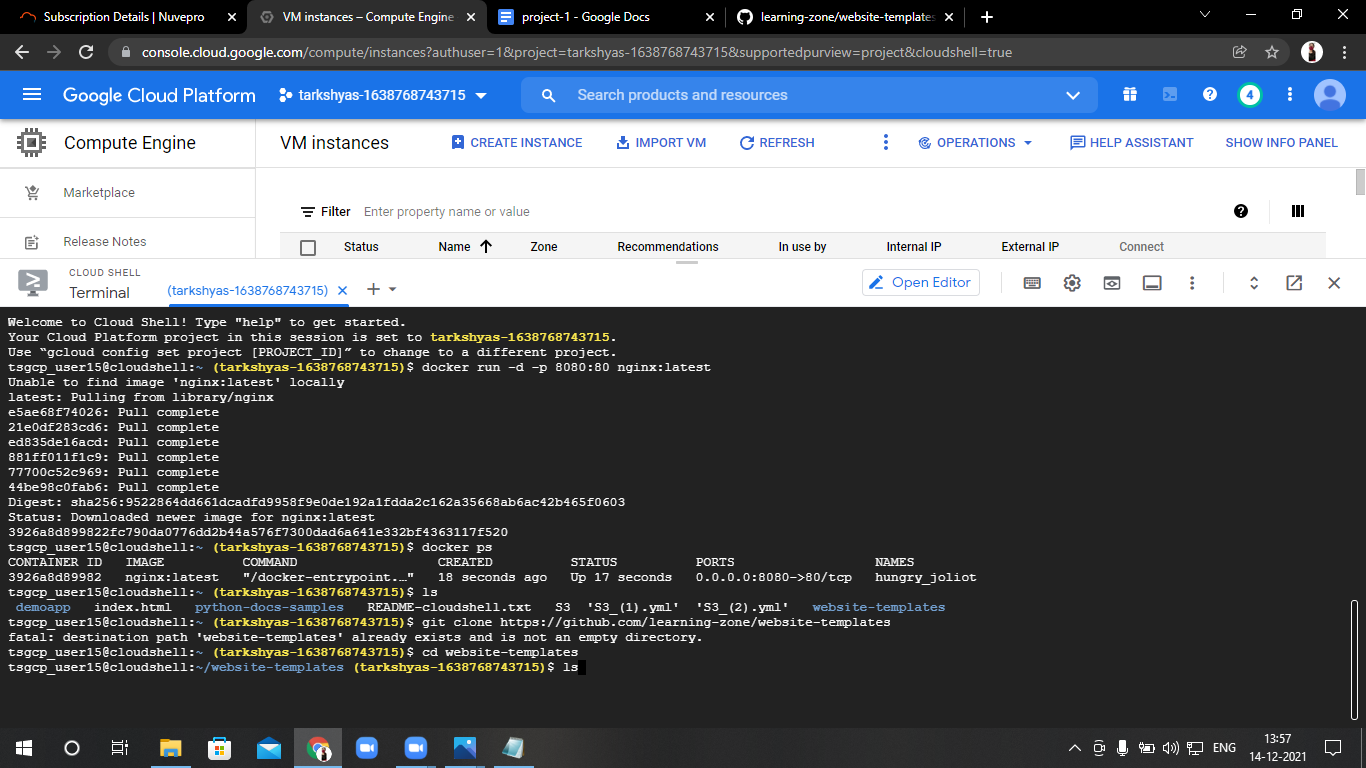 Subscription Details | Nuvepro
VM instances – Compute Engine
project-1 - Google Docs
learning-zone/website-templates
console.cloud.google.com/compute/instances?authuser=1&project=tarkshyas-1638768743715&supportedpurview=project&cloudshell=true
Google Cloud Platform
tarkshyas-1638768743715
Search products and resources
4
Compute Engine
VM instances
CREATE INSTANCE
IMPORT VM
REFRESH
OPERATIONS
HELP ASSISTANT
SHOW INFO PANEL
Marketplace
Release Notes
Filter Enter property name or value
Status Name Zone Recommendations In use by Internal IP External IP Connect
CLOUD SHELL
Terminal
(tarkshyas-1638768743715)
Open Editor
Welcome to Cloud Shell! Type "help" to get started.
Your Cloud Platform project in this session is set to tarkshyas-1638768743715.
Use “gcloud config set project [PROJECT_ID]” to change to a different project.
tsgcp_user15@cloudshell:~ (tarkshyas-1638768743715)$ docker run -d -p 8080:80 nginx:latest
Unable to find image 'nginx:latest' locally
latest: Pulling from library/nginx
e5ae68f74026: Pull complete
21e0df283cd6: Pull complete
ed835de16acd: Pull complete
881ff011f1c9: Pull complete
77700c52c969: Pull complete
44be98c0fab6: Pull complete
Digest: sha256:9522864dd661dcadfd9958f9e0de192a1fdda2c162a35668ab6ac42b465f0603
Status: Downloaded newer image for nginx:latest
3926a8d899822fc790da0776dd2b44a576f7300dad6a641e332bf4363117f520
tsgcp_user15@cloudshell:~ (tarkshyas-1638768743715)$ docker ps
CONTAINER ID IMAGE COMMAND CREATED STATUS PORTS NAMES
3926a8d89982 nginx:latest "/docker-entrypoint.…" 18 seconds ago Up 17 seconds 0.0.0.0:8080->80/tcp hungry_joliot
tsgcp_user15@cloudshell:~ (tarkshyas-1638768743715)$ ls
demoapp index.html python-docs-samples README-cloudshell.txt S3 'S3_(1).yml' 'S3_(2).yml' website-templates
tsgcp_user15@cloudshell:~ (tarkshyas-1638768743715)$ git clone https://github.com/learning-zone/website-templates
fatal: destination path 'website-templates' already exists and is not an empty directory.
tsgcp_user15@cloudshell:~ (tarkshyas-1638768743715)$ cd website-templates
tsgcp_user15@cloudshell:~/website-templates (tarkshyas-1638768743715)$ ls
ENG
13:57
14-12-2021